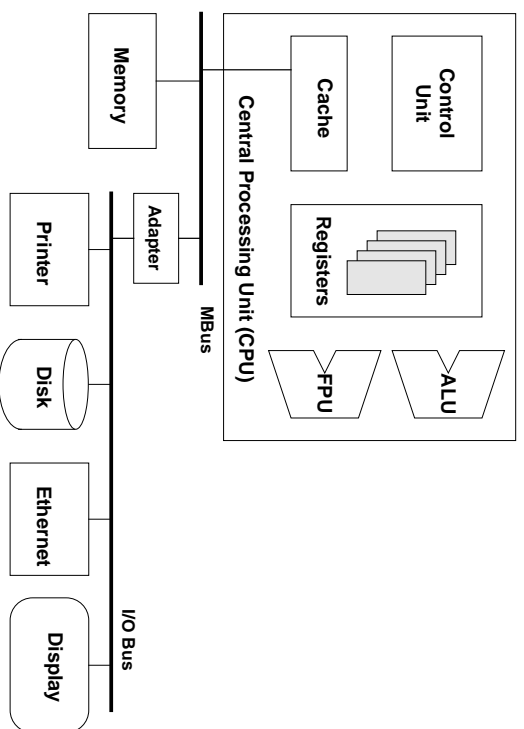 Control
Unit
Registers
ALU
FPU
Cache
Central Processing Unit (CPU)
MBus
Memory
Adapter
I/O Bus
Printer
Disk
Ethernet
Display